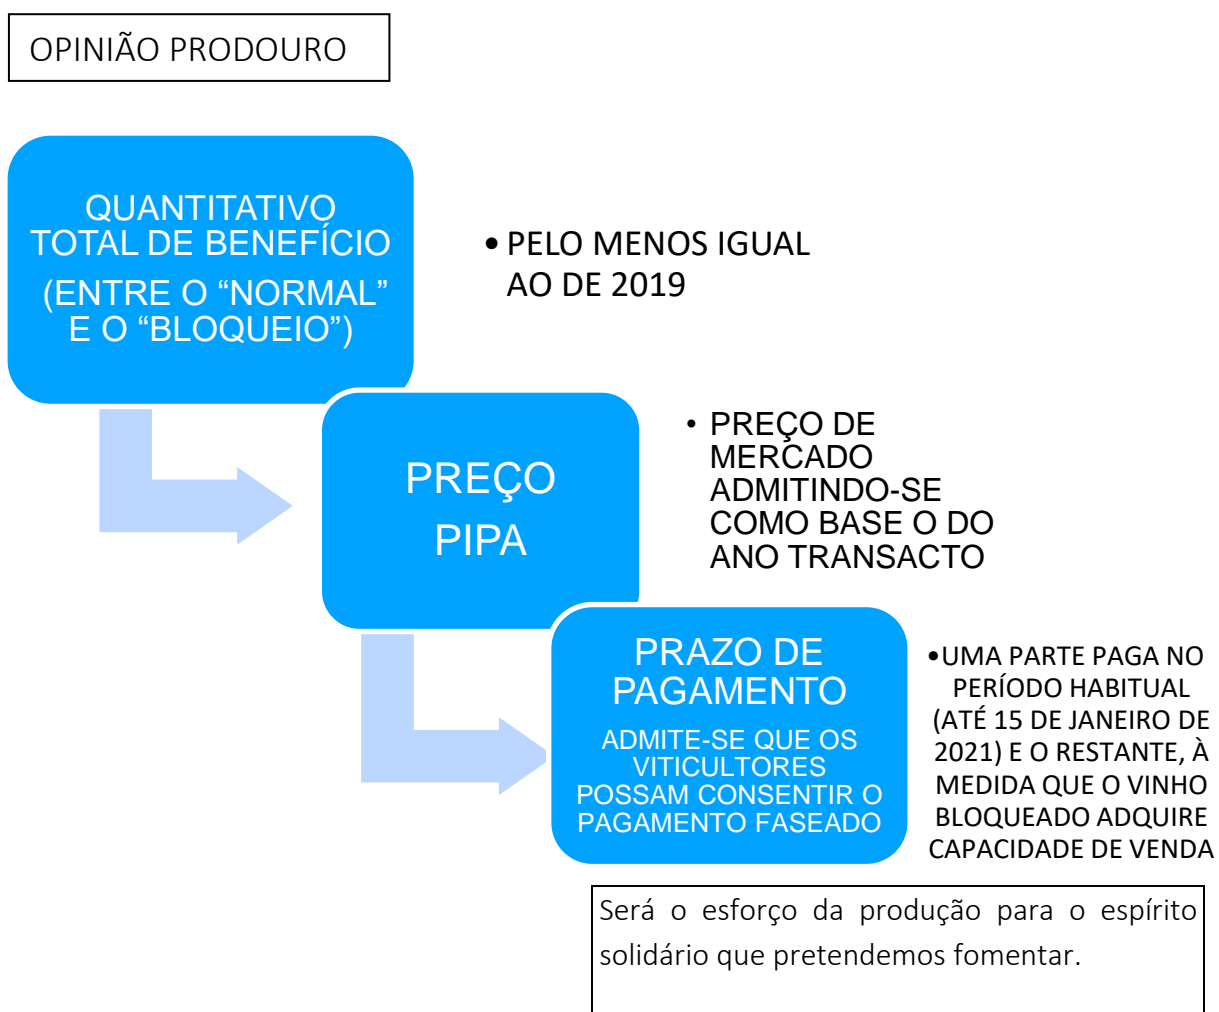 OPINIÃO PRODOURO
QUANTITATIVO
TOTAL DE BENEFÍCIO
(ENTRE O “NORMAL”
E O “BLOQUEIO”)
• PELO MENOS IGUAL
AO DE 2019
PREÇO
PIPA
• PREÇO DE
MERCADO
ADMITINDO-SE
COMO BASE O DO
ANO TRANSACTO
PRAZO DE
PAGAMENTO
ADMITE-SE QUE OS
VITICULTORES
POSSAM CONSENTIR O
PAGAMENTO FASEADO
•UMA PARTE PAGA NO
PERÍODO HABITUAL
(ATÉ 15 DE JANEIRO DE
2021) E O RESTANTE, À
MEDIDA QUE O VINHO
BLOQUEADO ADQUIRE
CAPACIDADE DE VENDA
Será o esforço da produção para o espírito
solidário que pretendemos fomentar.